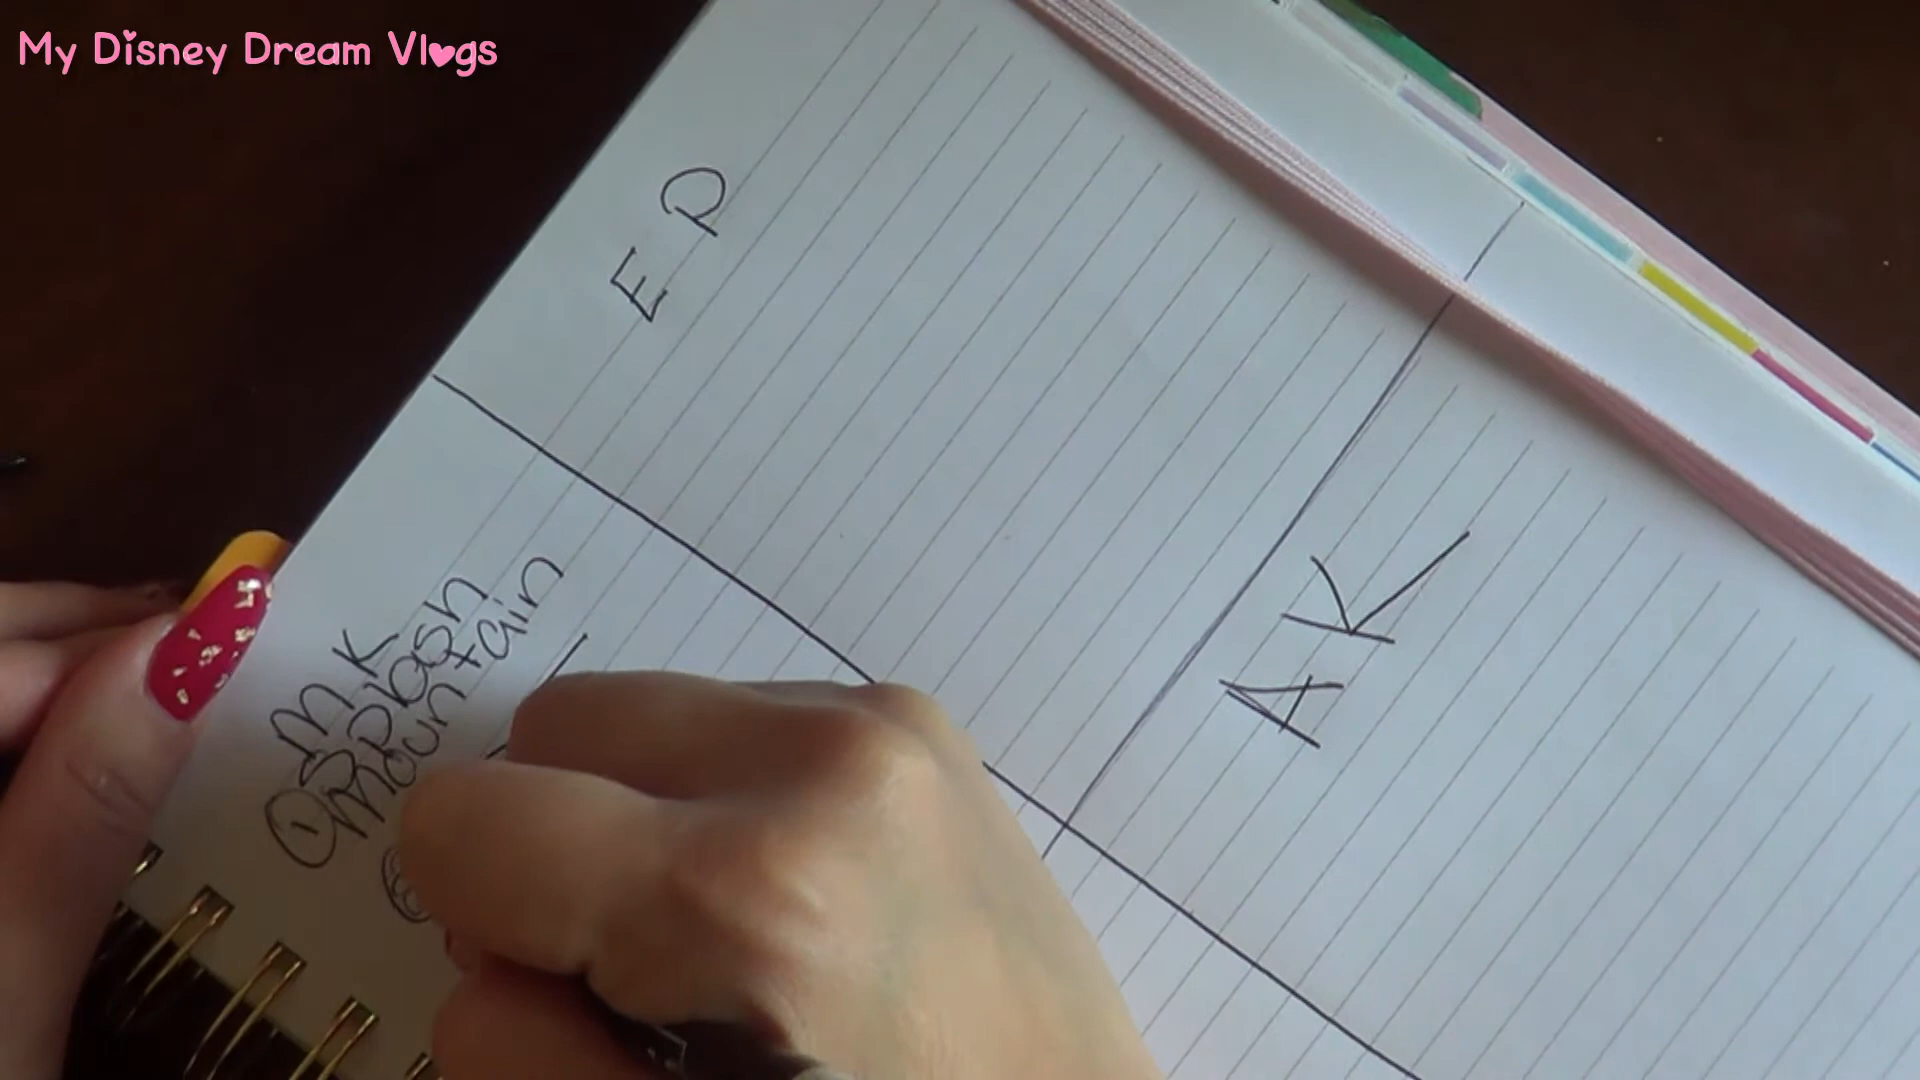 My Disney Dream Vlogs
MK
① Splash
Mountain
EP
AK